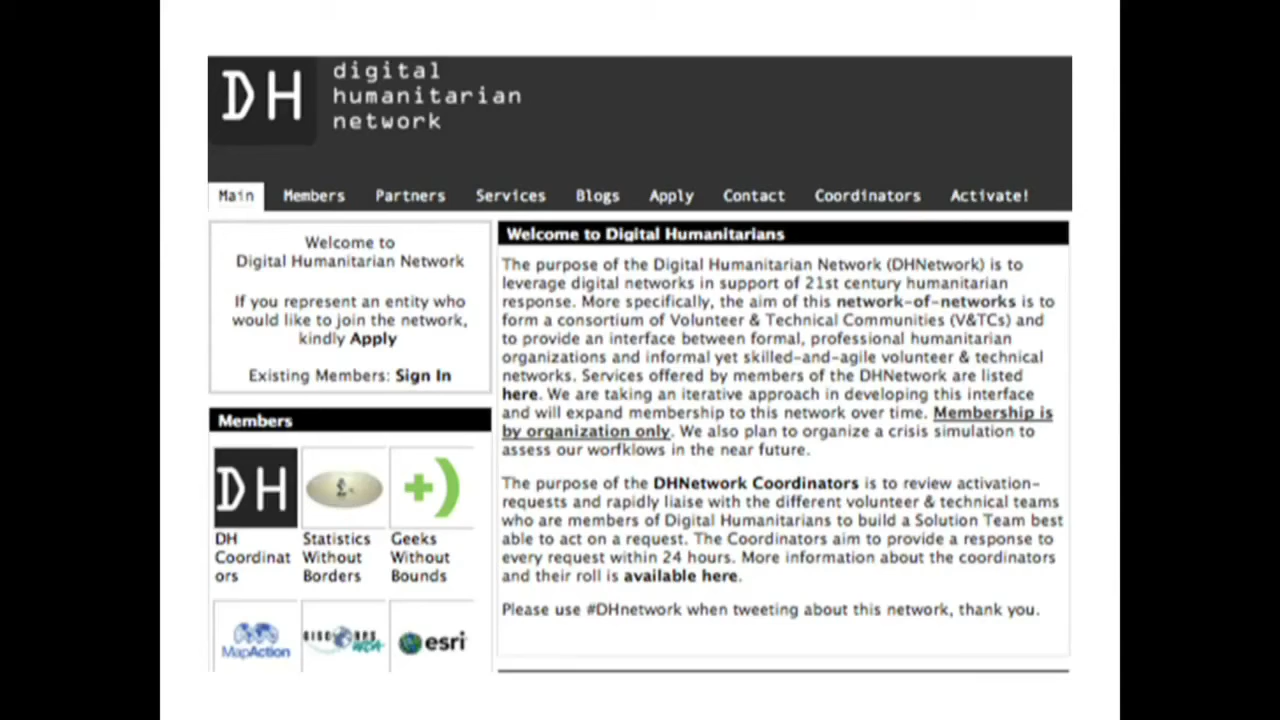 DH
digital
humanitarian
network
Main Members Partners Services Blogs Apply Contact Coordinators Activate!
Welcome to
Digital Humanitarian Network
If you represent an entity who
would like to join the network,
kindly Apply
Existing Members: Sign In
Members
DH
DH
Coordinat
ors
£
Statistics
Without
Borders
+)
Geeks
Without
Bounds
MapAction
GISCorps
esri
Welcome to Digital Humanitarians
The purpose of the Digital Humanitarian Network (DHNetwork) is to
leverage digital networks in support of 21st century humanitarian
response. More specifically, the aim of this network-of-networks is to
form a consortium of Volunteer & Technical Communities (V&TCs) and
to provide an interface between formal, professional humanitarian
organizations and informal yet skilled-and-agile volunteer & technical
networks. Services offered by members of the DHNetwork are listed
here. We are taking an iterative approach in developing this interface
and will expand membership to this network over time. Membership is
by organization only. We also plan to organize a crisis simulation to
assess our worfklows in the near future.
The purpose of the DHNetwork Coordinators is to review activation-
requests and rapidly liaise with the different volunteer & technical teams
who are members of Digital Humanitarians to build a Solution Team best
able to act on a request. The Coordinators aim to provide a response to
every request within 24 hours. More information about the coordinators
and their roll is available here.
Please use #DHnetwork when tweeting about this network, thank you.